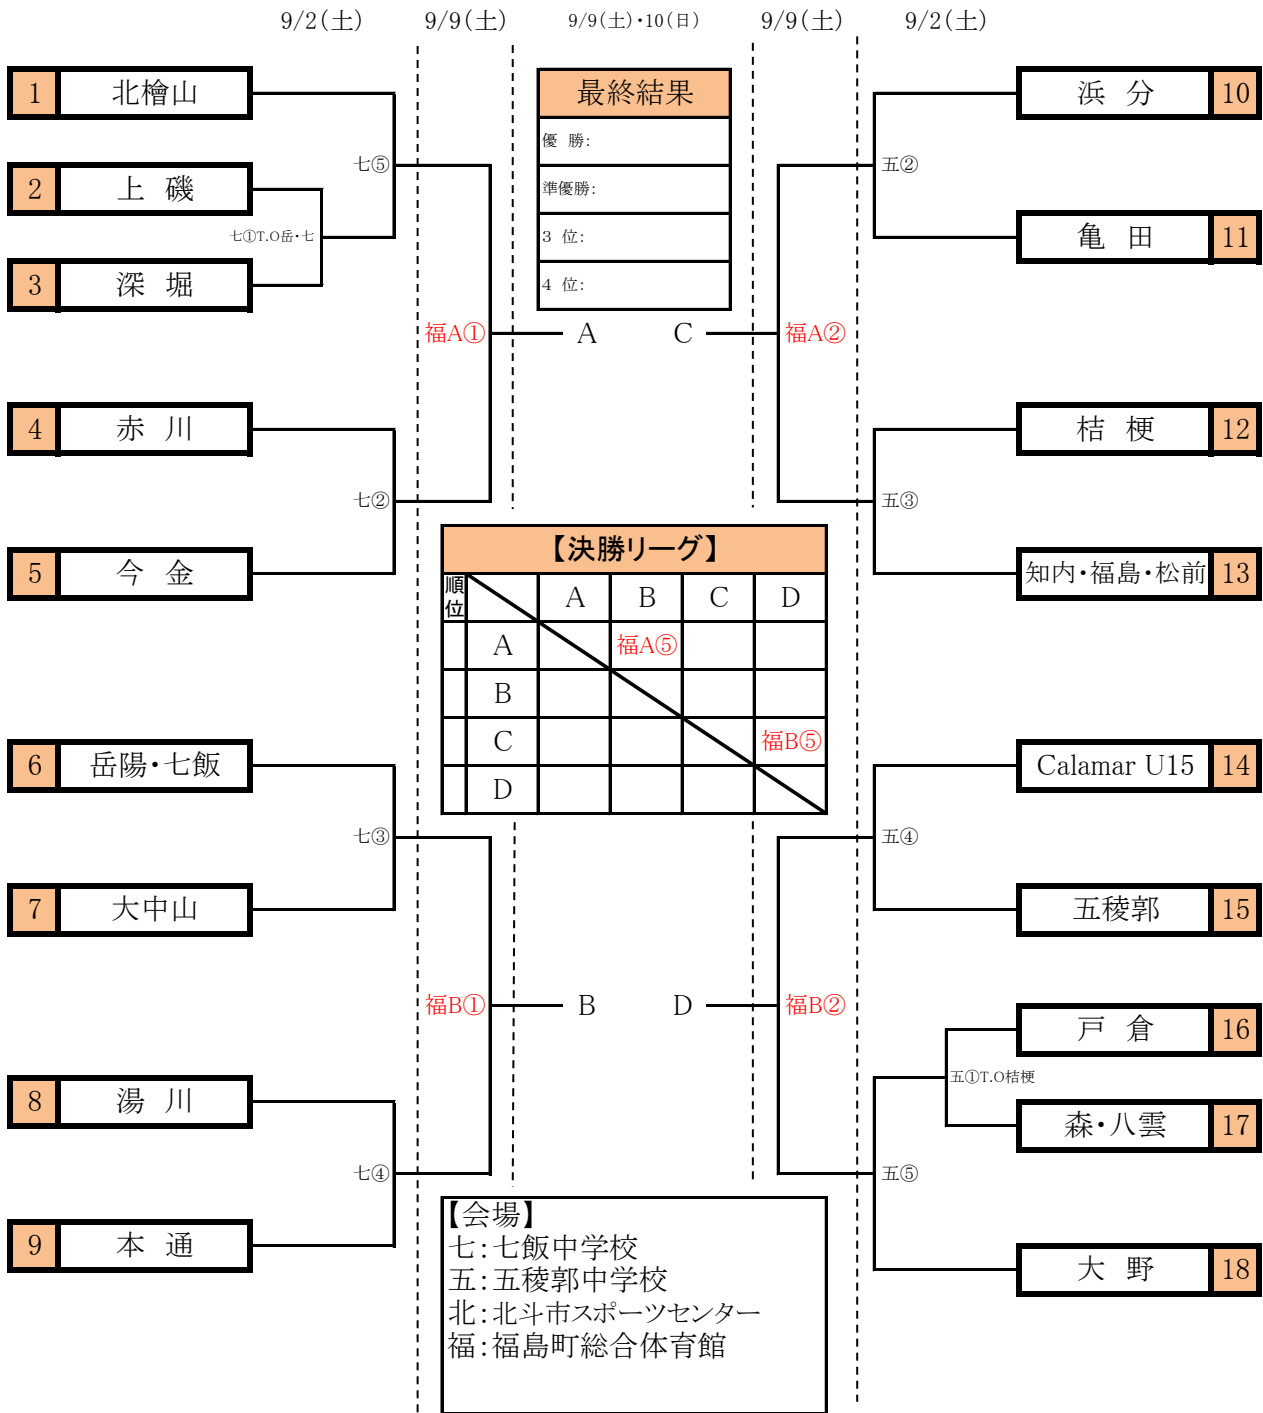 9/2(土) 9/9(土) 9/9(土)・10(日) 9/9(土) 9/2(土)
1 北檜山
最終結果
浜 分 10
優 勝:
七⑤
五②
2 上 磯
準優勝:
七①T.O岳・七
3 位:
亀 田 11
3 深 堀
4 位:
福A① A C 福A②
4 赤 川
桔 梗 12
七②
五③
【決勝リーグ】
5 今 金
知内・福島・松前 13
順位 A B C D
A 福A⑤
B
C 福B⑤
D
6 岳陽・七飯
Calamar U15 14
七③
五④
7 大中山
五稜郭 15
福B① B D 福B②
戸 倉 16
五①T.O桔梗
8 湯 川
森・八雲 17
七④
五⑤
9 本 通
大 野 18
【会場】
七:七飯中学校
五:五稜郭中学校
北:北斗市スポーツセンター
福:福島町総合体育館